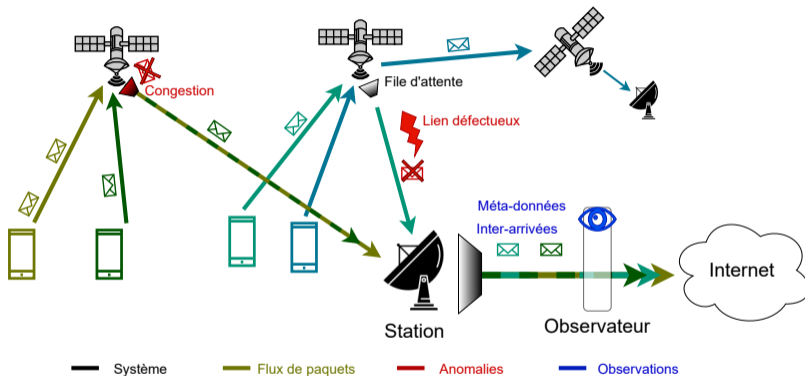 Congestion
File d'attente
Lien défectueux
Méta-données
Inter-arrivées
Internet
Station
Observateur
Système
Flux de paquets
Anomalies
Observations